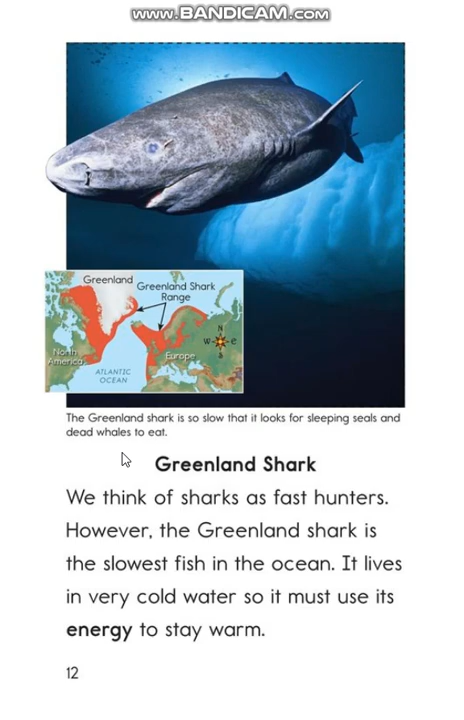 www.BANDICAM.com
Greenland
Greenland Shark
Range
North
America
ATLANTIC
OCEAN
Europe
N
W
E
S
The Greenland shark is so slow that it looks for sleeping seals and
dead whales to eat.
Greenland Shark
We think of sharks as fast hunters.
However, the Greenland shark is
the slowest fish in the ocean. It lives
in very cold water so it must use its
energy to stay warm.
12